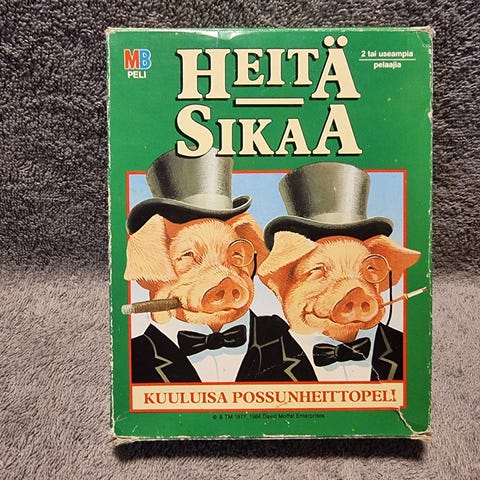 MB
PELI
HEITÄ
SIKAA
2 tai useampia
pelaajia
KUULUISA POSSUNHEITTOPELI
© & TM 1977, 1984 David Moffat Enterprises